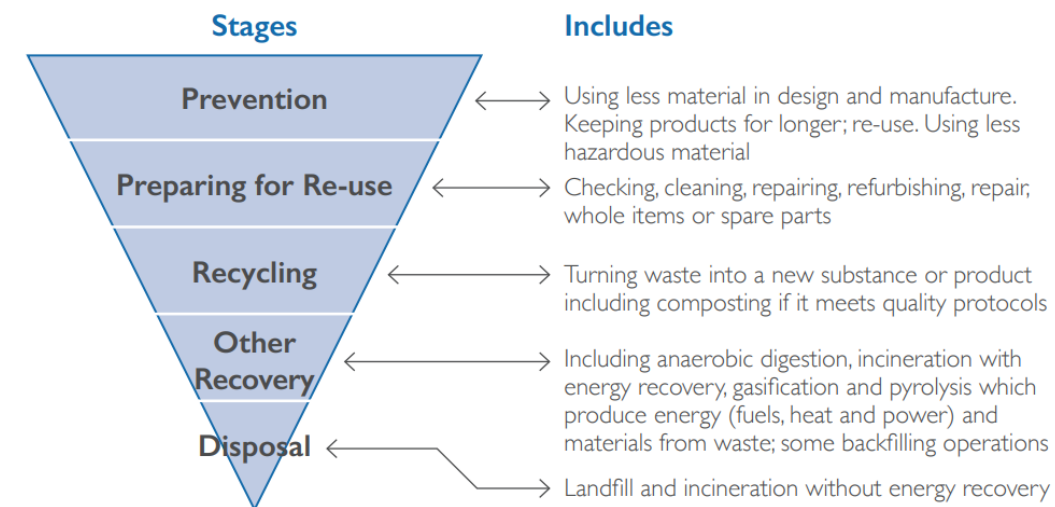 Stages
Includes
Prevention
Using less material in design and manufacture.
Keeping products for longer; re-use. Using less
hazardous material
Preparing for Re-use
Checking, cleaning, repairing, refurbishing, repair,
whole items or spare parts
Recycling
Turning waste into a new substance or product
including composting if it meets quality protocols
Other
Recovery
Including anaerobic digestion, incineration with
energy recovery, gasification and pyrolysis which
produce energy (fuels, heat and power) and
materials from waste; some backfilling operations
Disposal
Landfill and incineration without energy recovery